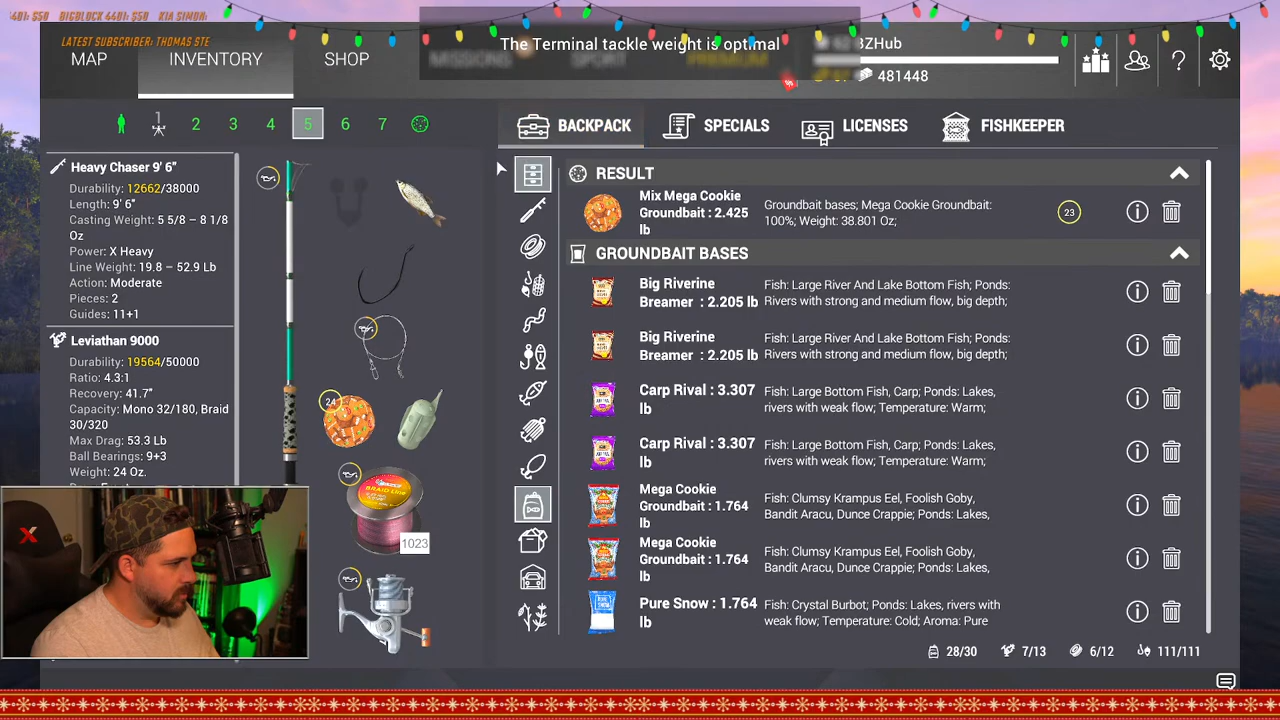 4401: $50 BIGBLOCK 4401: $50 KIA SIMON:
LATEST SUBSCRIBER: THOMAS STE
The Terminal tackle weight is optimal
MAP
INVENTORY
SHOP
MISSIONS
SPORT
PREMIUM
BZHub
481448
1
2
3
4
5
6
7
BACKPACK
SPECIALS
LICENSES
FISHKEEPER
Heavy Chaser 9' 6"
Durability: 12662/38000
Length: 9' 6"
Casting Weight: 5 5/8 – 8 1/8
Oz
Power: X Heavy
Line Weight: 19.8 – 52.9 Lb
Action: Moderate
Pieces: 2
Guides: 11+1
Leviathan 9000
Durability: 19564/50000
Ratio: 4.3:1
Recovery: 41.7"
Capacity: Mono 32/180, Braid
30/320
Max Drag: 53.3 Lb
Ball Bearings: 9+3
Weight: 24 Oz.
24
BRAID Line
1023
RESULT
Mix Mega Cookie
Groundbait : 2.425
lb
Groundbait bases; Mega Cookie Groundbait:
100%; Weight: 38.801 Oz;
23
GROUNDBAIT BASES
Big Riverine
Breamer : 2.205 lb
Fish: Large River And Lake Bottom Fish; Ponds:
Rivers with strong and medium flow, big depth;
Big Riverine
Breamer : 2.205 lb
Fish: Large River And Lake Bottom Fish; Ponds:
Rivers with strong and medium flow, big depth;
Carp Rival : 3.307
lb
Fish: Large Bottom Fish, Carp; Ponds: Lakes,
rivers with weak flow; Temperature: Warm;
Carp Rival : 3.307
lb
Fish: Large Bottom Fish, Carp; Ponds: Lakes,
rivers with weak flow; Temperature: Warm;
Mega Cookie
Groundbait : 1.764
lb
Fish: Clumsy Krampus Eel, Foolish Goby,
Bandit Aracu, Dunce Crappie; Ponds: Lakes,
Mega Cookie
Groundbait : 1.764
lb
Fish: Clumsy Krampus Eel, Foolish Goby,
Bandit Aracu, Dunce Crappie; Ponds: Lakes,
Pure Snow : 1.764
lb
Fish: Crystal Burbot; Ponds: Lakes, rivers with
weak flow; Temperature: Cold; Aroma: Pure
28/30
7/13
6/12
111/111